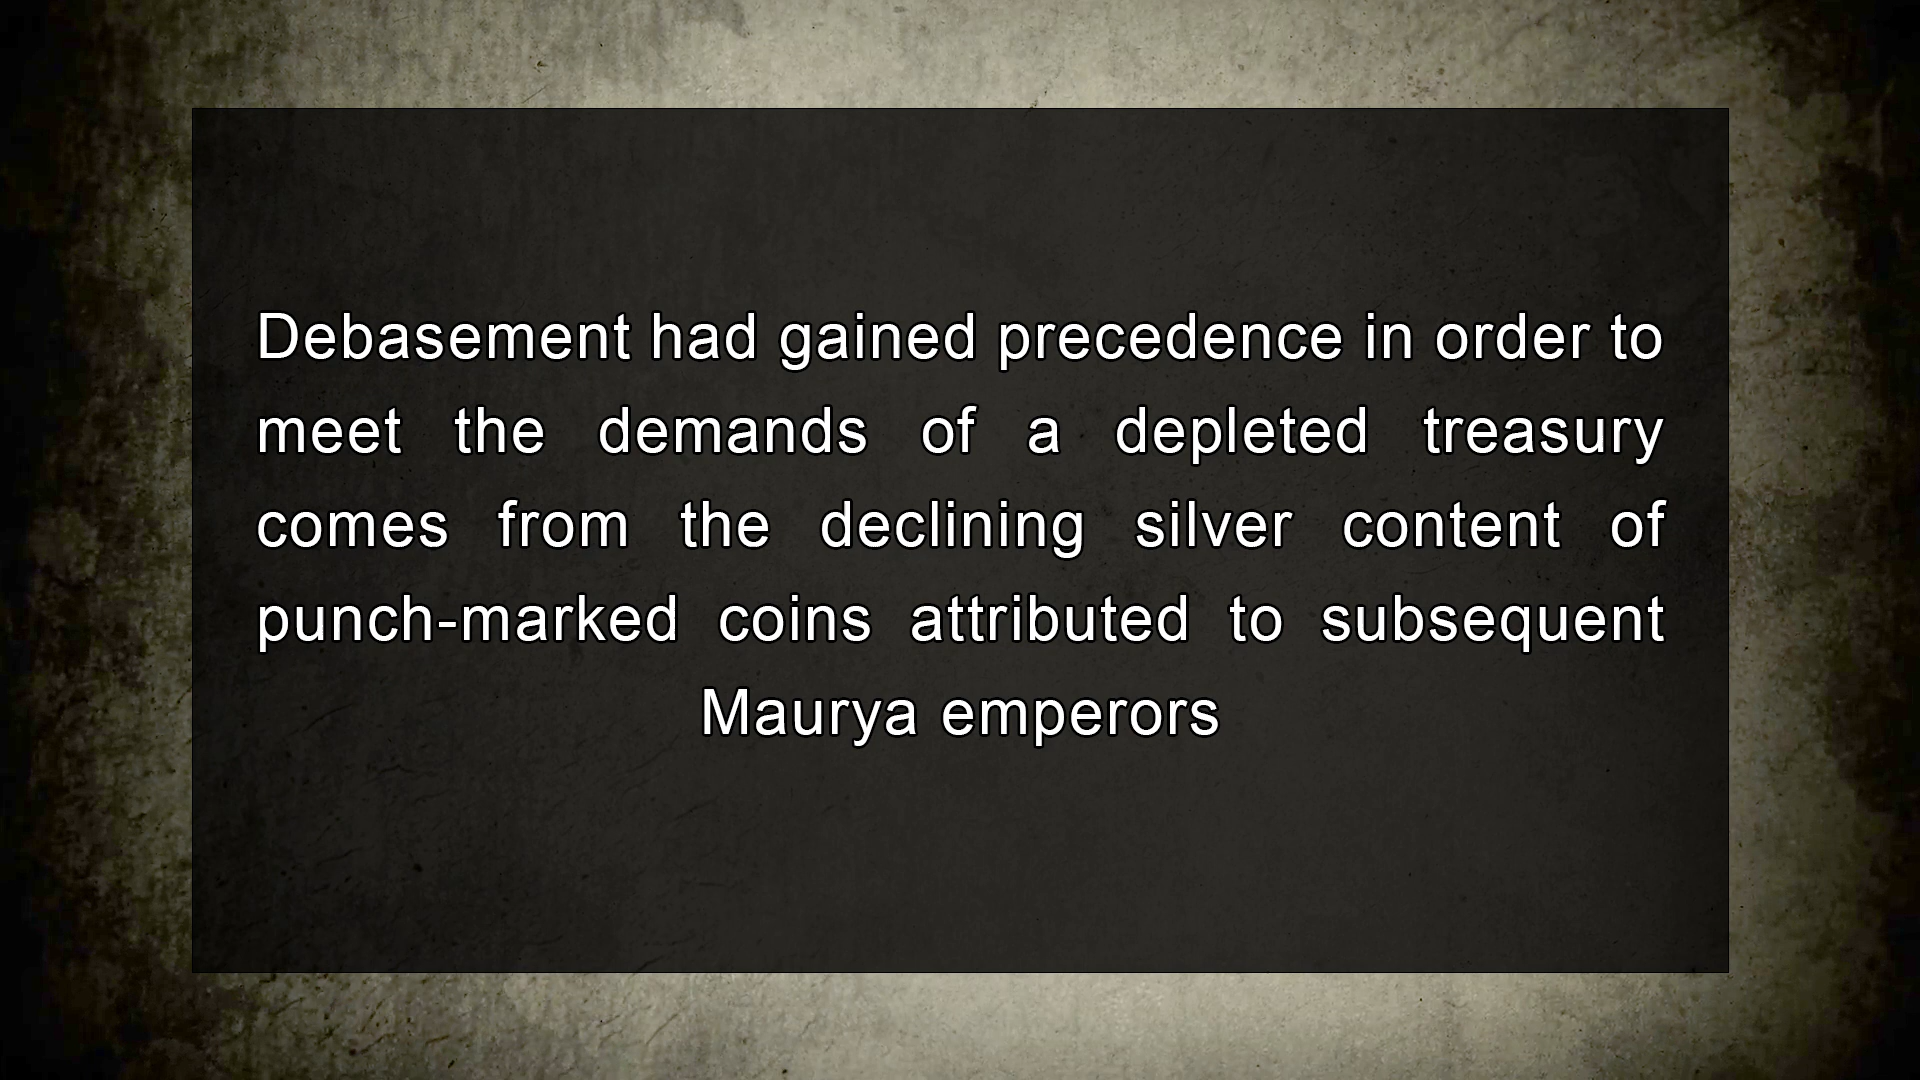 Debasement had gained precedence in order to
meet the demands of a depleted treasury
comes from the declining silver content of
punch-marked coins attributed to subsequent
Maurya emperors